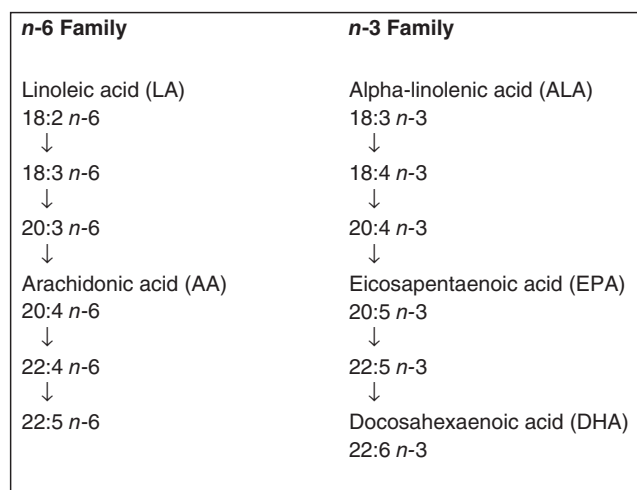 n-6 Family
Linoleic acid (LA)
18:2 n-6
↓
18:3 n-6
↓
20:3 n-6
↓
Arachidonic acid (AA)
20:4 n-6
↓
22:4 n-6
↓
22:5 n-6
n-3 Family
Alpha-linolenic acid (ALA)
18:3 n-3
↓
18:4 n-3
↓
20:4 n-3
↓
Eicosapentaenoic acid (EPA)
20:5 n-3
↓
22:5 n-3
↓
Docosahexaenoic acid (DHA)
22:6 n-3